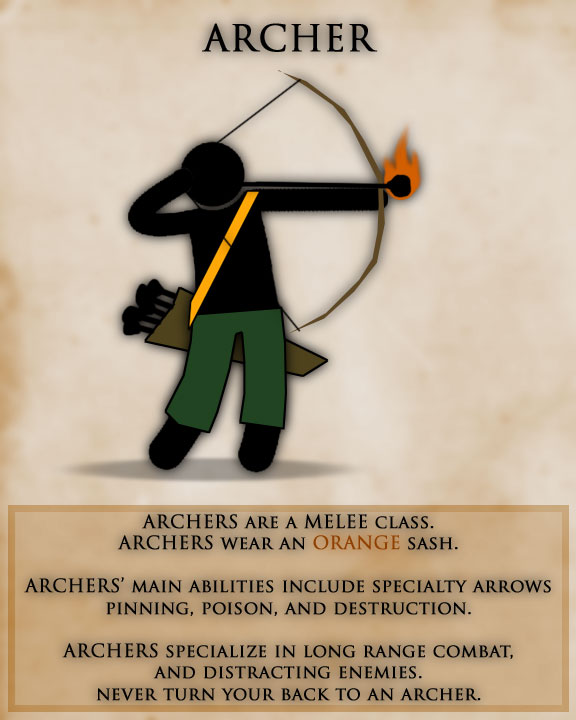 ARCHER
ARCHERS ARE A MELEE CLASS.
ARCHERS WEAR AN ORANGE SASH.
ARCHERS' MAIN ABILITIES INCLUDE SPECIALTY ARROWS
PINNING, POISON, AND DESTRUCTION.
ARCHERS SPECIALIZE IN LONG RANGE COMBAT,
AND DISTRACTING ENEMIES.
NEVER TURN YOUR BACK TO AN ARCHER.